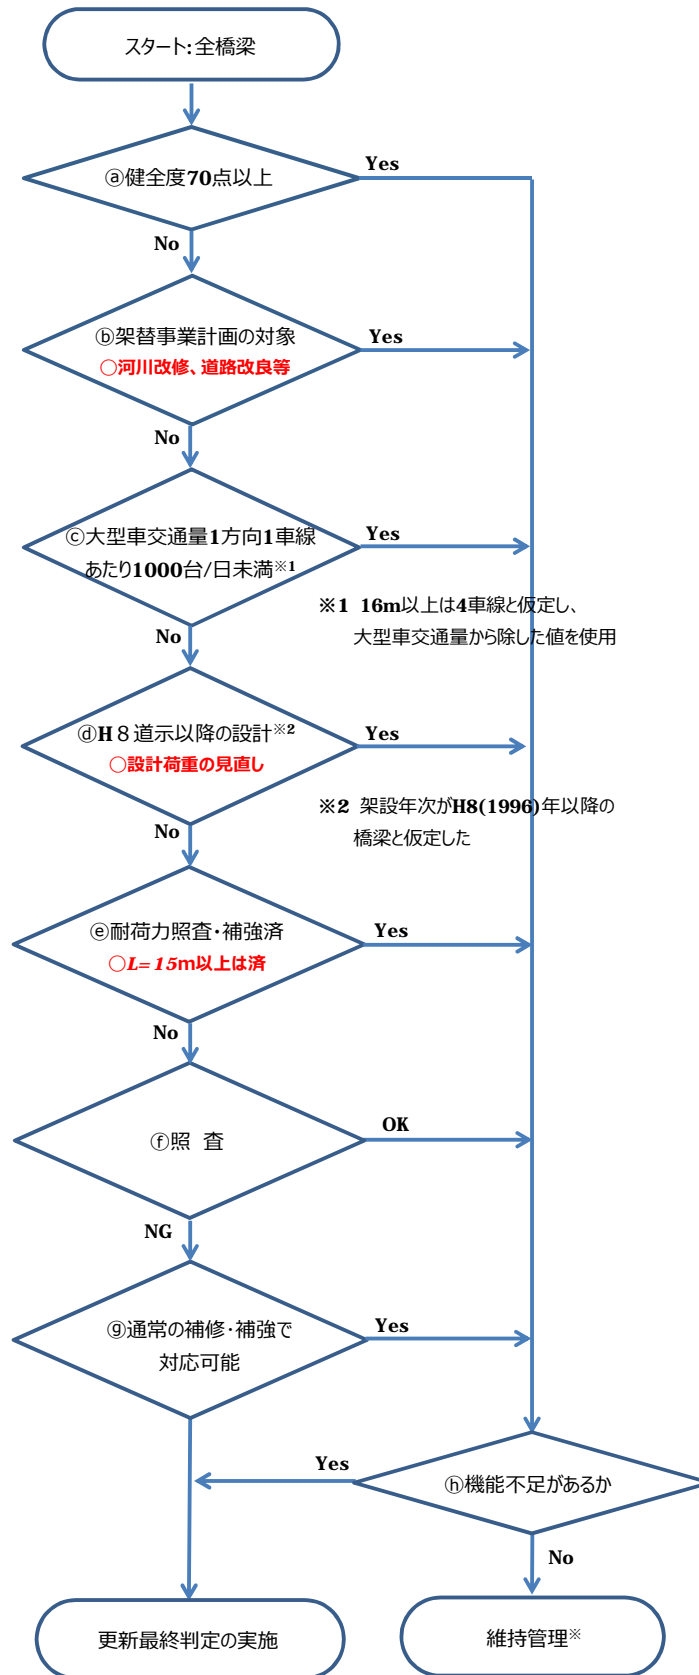 スタート:全橋梁
ⓐ健全度70点以上
Yes
No
ⓑ架替事業計画の対象
○河川改修、道路改良等
Yes
No
ⓒ大型車交通量1方向1車線
あたり1000台/日未満※1
Yes
※1 16m以上は4車線と仮定し、
大型車交通量から除した値を使用
No
ⓓH8道示以降の設計※2
○設計荷重の見直し
Yes
※2 架設年次がH8(1996)年以降の
橋梁と仮定した
No
ⓔ耐荷力照査・補強済
○L=15m以上は済
Yes
No
ⓕ照 査
OK
NG
ⓖ通常の補修・補強で
対応可能
Yes
Yes
ⓗ機能不足があるか
No
更新最終判定の実施
維持管理※